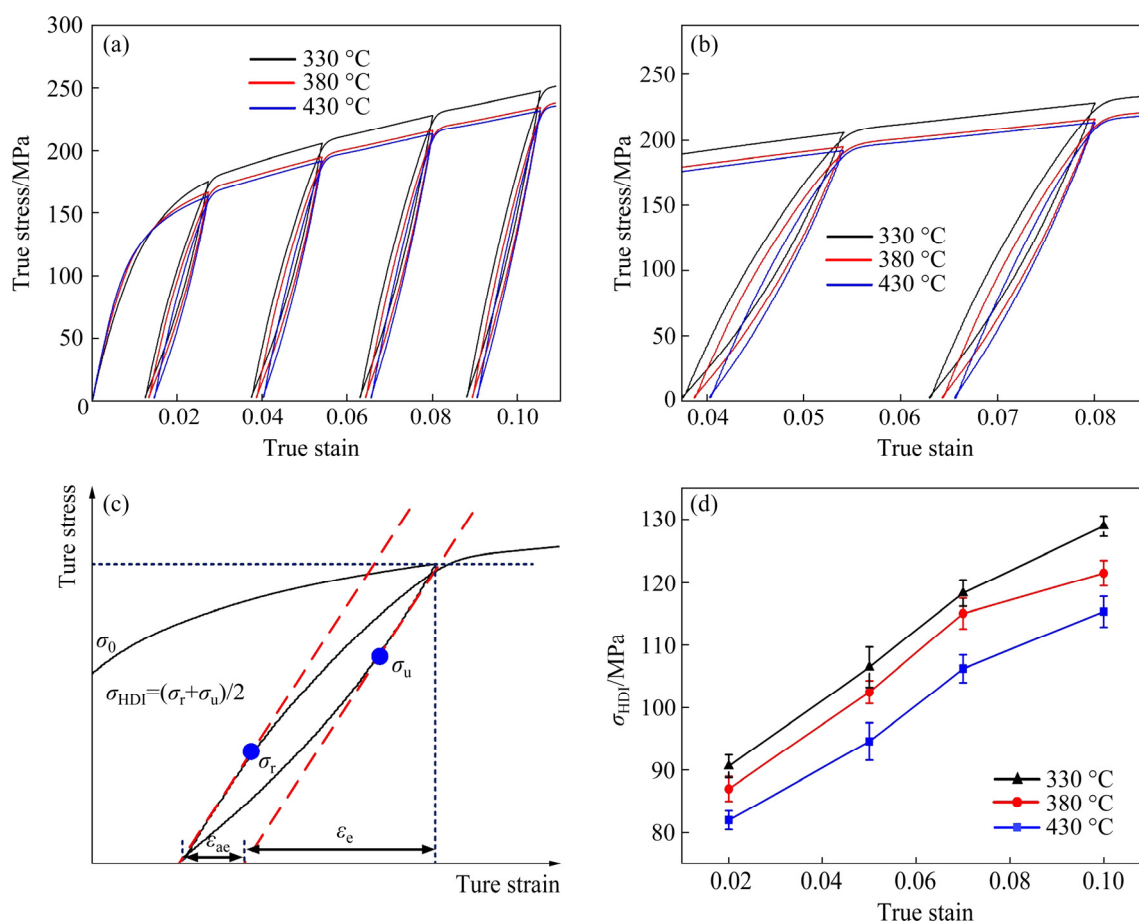 (a)
330 °C
380 °C
430 °C
300
250
200
150
100
50
0
0.02
0.04
0.06
0.08
0.10
True stress/MPa
True stain
(b)
330 °C
380 °C
430 °C
250
200
150
100
50
0
0.04
0.05
0.06
0.07
0.08
True stress/MPa
True stain
(c)
Ture stress
σ0
σHDI=(σr+σu)/2
σu
σr
εae
εe
Ture strain
(d)
130
120
110
100
90
80
σHDI/MPa
330 °C
380 °C
430 °C
0.02
0.04
0.06
0.08
0.10
True stain